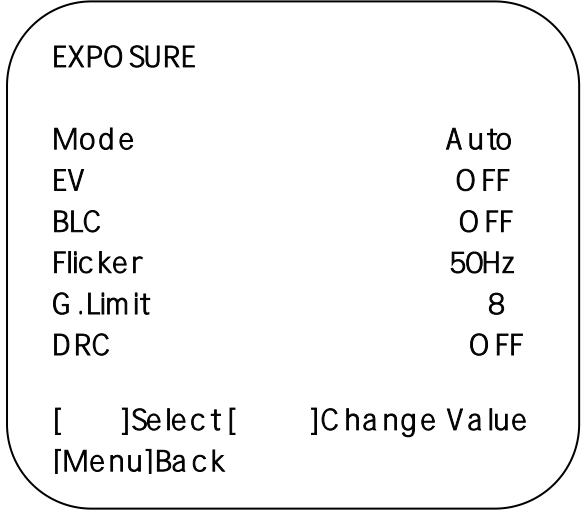 EXPOSURE
Mode Auto
EV OFF
BLC OFF
Flicker 50Hz
G.Limit 8
DRC OFF
[ ]Select[ ]Change Value
[Menu]Back